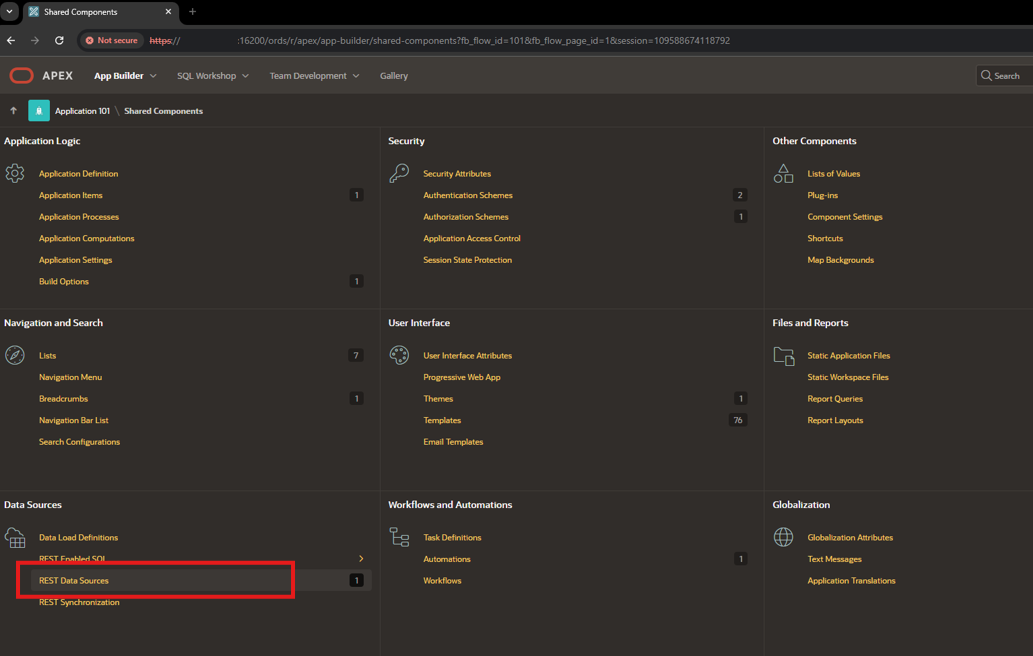 Shared Components
Not secure https:// :16200/ords/r/apex/app-builder/shared-components?fb_flow_id=101&fb_flow_page_id=1&session=109588674118792
APEX App Builder SQL Workshop Team Development Gallery Search
Application 101 \ Shared Components
Application Logic
Application Definition
Application Items 1
Application Processes
Application Computations
Application Settings
Build Options 1
Security
Security Attributes
Authentication Schemes 2
Authorization Schemes 1
Application Access Control
Session State Protection
Other Components
Lists of Values
Plug-ins
Component Settings
Shortcuts
Map Backgrounds
Navigation and Search
Lists 7
Navigation Menu
Breadcrumbs 1
Navigation Bar List
Search Configurations
User Interface
User Interface Attributes
Progressive Web App
Themes 1
Templates 76
Email Templates
Files and Reports
Static Application Files
Static Workspace Files
Report Queries
Report Layouts
Data Sources
Data Load Definitions
REST Enabled SQL
REST Data Sources 1
REST Synchronization
Workflows and Automations
Task Definitions
Automations 1
Workflows
Globalization
Globalization Attributes
Text Messages
Application Translations